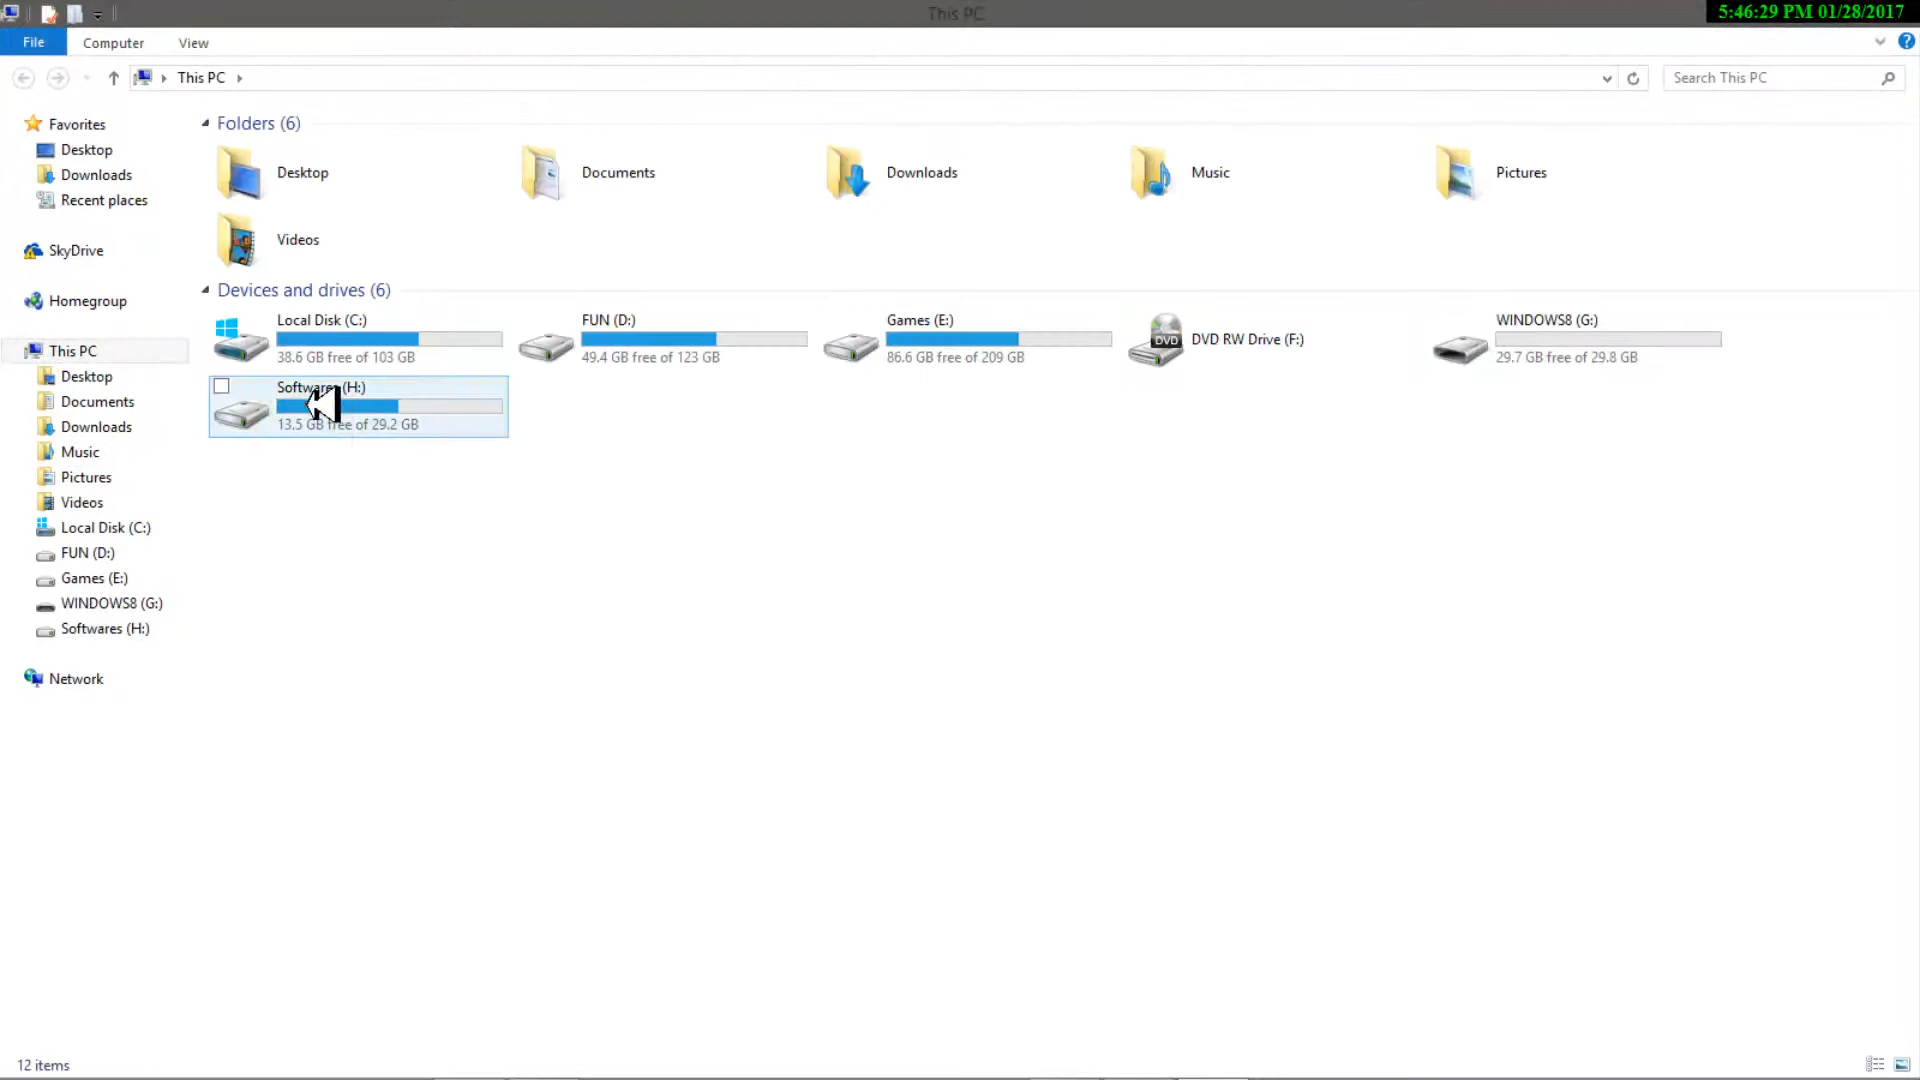 This PC
5:46:29 PM 01/28/2017
File
Computer
View
This PC
Search This PC
Favorites
Desktop
Downloads
Recent places
SkyDrive
Homegroup
This PC
Desktop
Documents
Downloads
Music
Pictures
Videos
Local Disk (C:)
FUN (D:)
Games (E:)
WINDOWS8 (G:)
Softwares (H:)
Network
Folders (6)
Desktop
Documents
Downloads
Music
Pictures
Videos
Devices and drives (6)
Local Disk (C:)
38.6 GB free of 103 GB
FUN (D:)
49.4 GB free of 123 GB
Games (E:)
86.6 GB free of 209 GB
DVD
DVD RW Drive (F:)
WINDOWS8 (G:)
29.7 GB free of 29.8 GB
Softwares (H:)
13.5 GB free of 29.2 GB
12 items